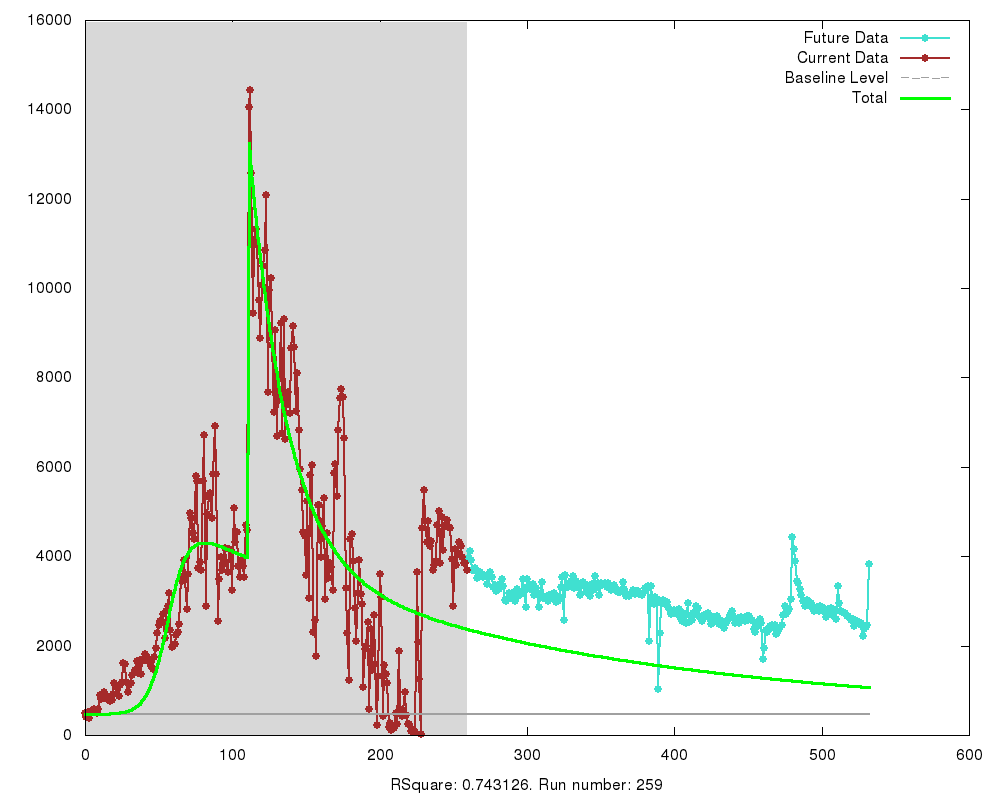 16000
14000
12000
10000
8000
6000
4000
2000
0
Future Data
Current Data
Baseline Level
Total
0 100 200 300 400 500 600
RSquare: 0.743126. Run number: 259